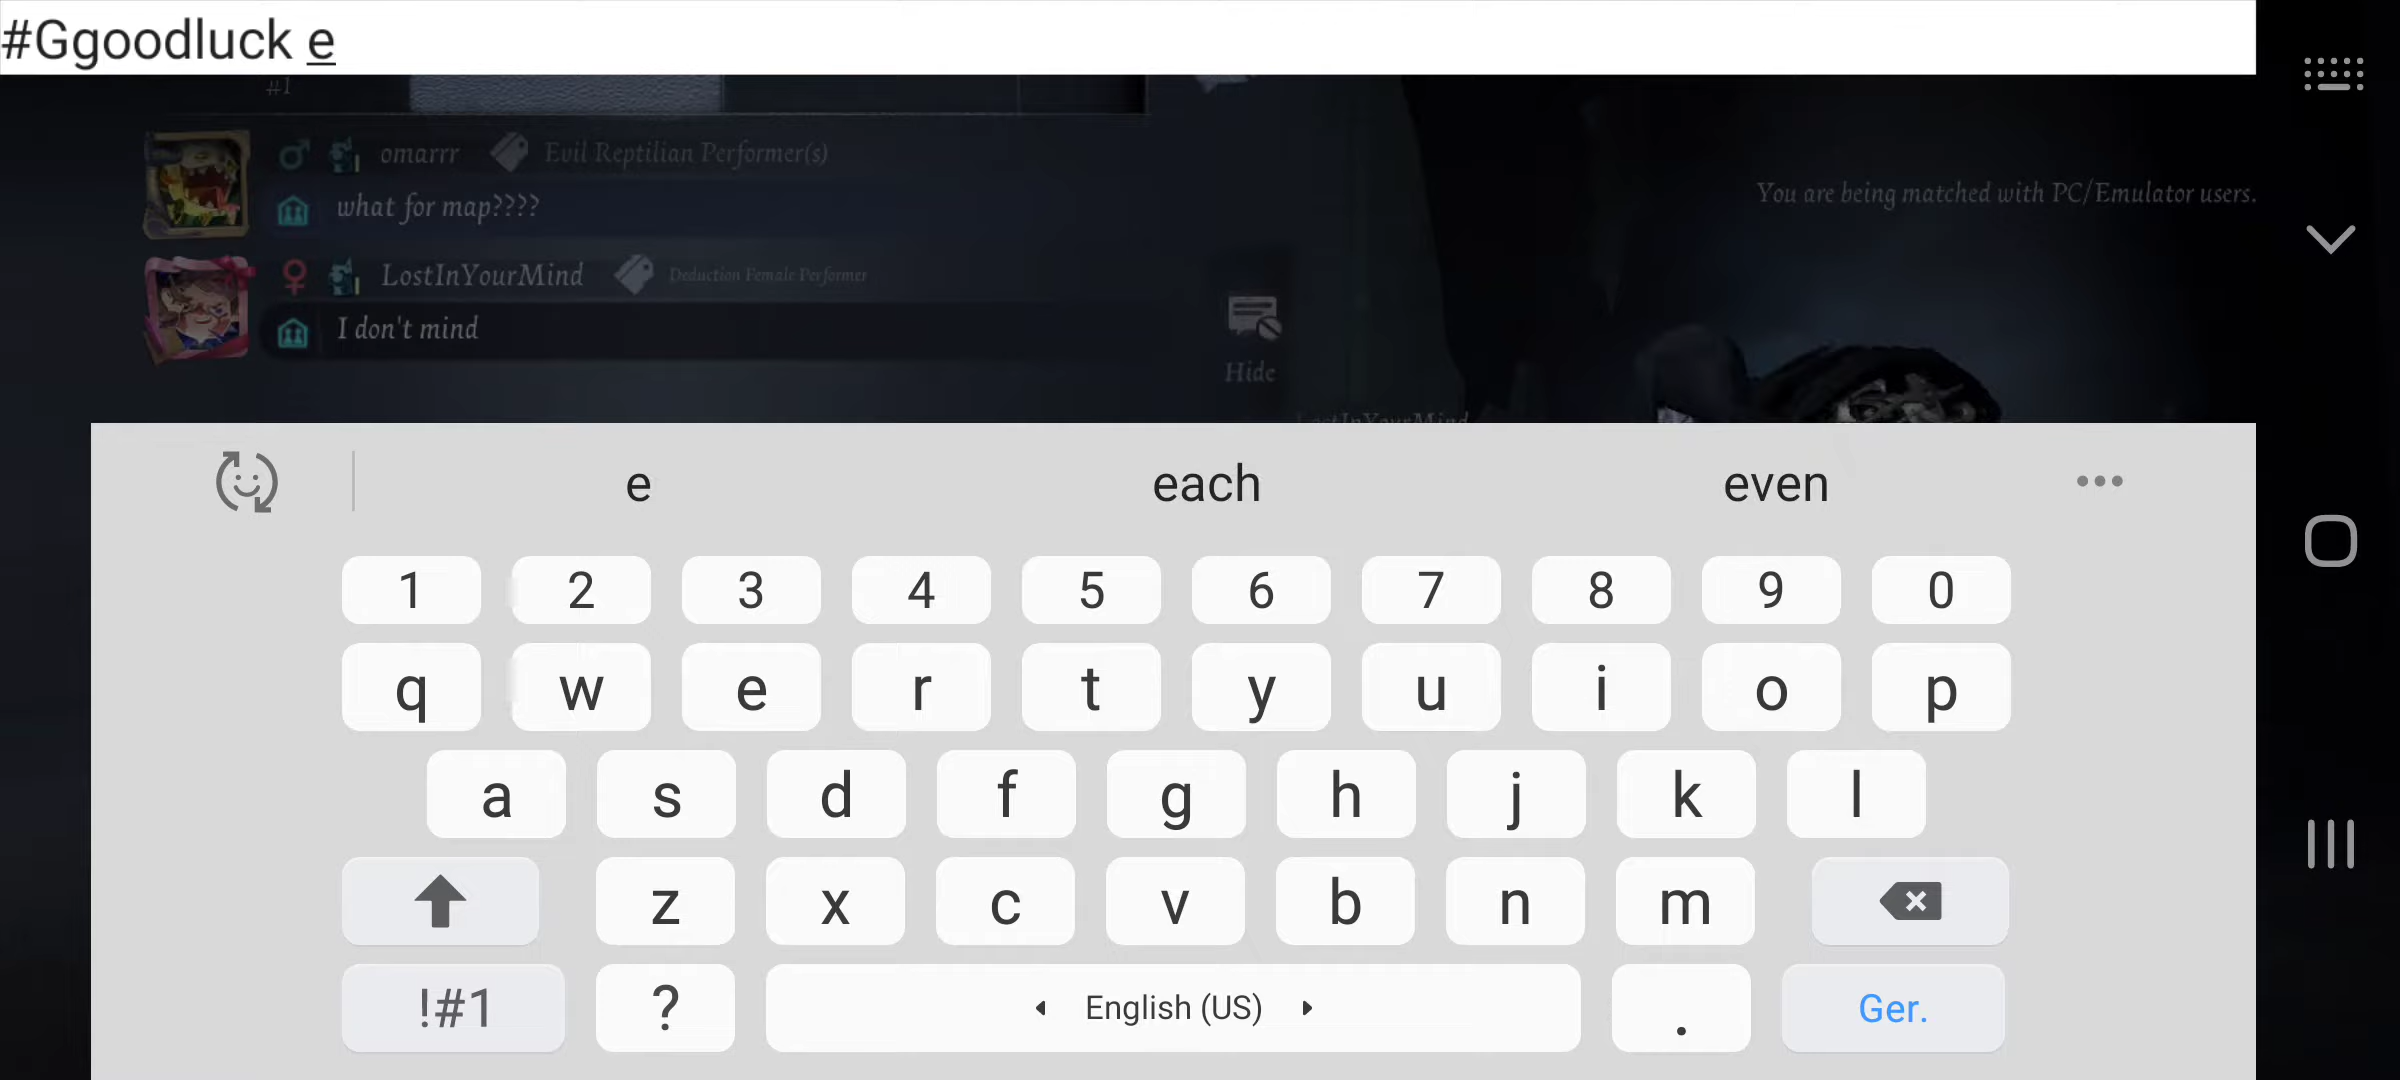 #Ggoodluck e
#1
omarrr Evil Reptilian Performer(s)
what for map????
You are being matched with PC/Emulator users.
LostInYourMind Deduction Female Performer
I don't mind
Hide
LostInYourMind
e each even
1 2 3 4 5 6 7 8 9 0
q w e r t y u i o p
a s d f g h j k l
z x c v b n m
!#1 ? English (US) . Ger.